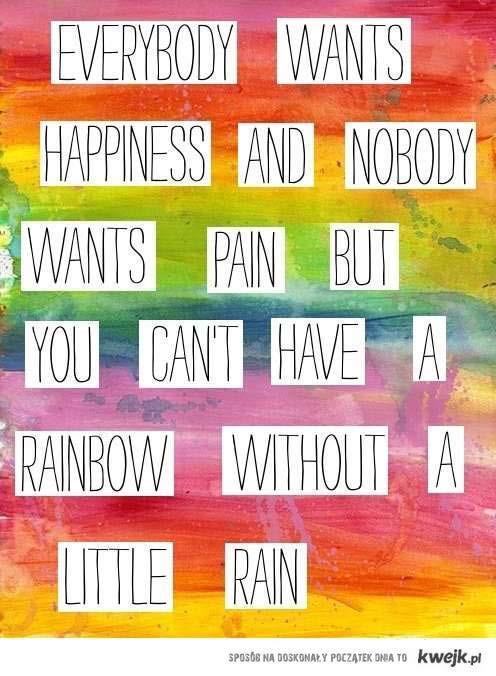 EVERYBODY WANTS
HAPPINESS AND NOBODY
WANTS PAIN BUT
YOU CAN'T HAVE A
RAINBOW WITHOUT A
LITTLE RAIN
SPOSÓB NA DOSKONAŁY POCZĄTEK DNIA TO kwejk.pl